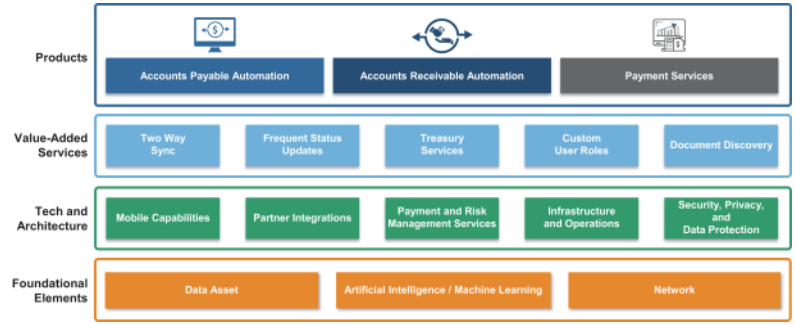 Products
$
$
Accounts Payable Automation
Accounts Receivable Automation
Payment Services
Value-Added
Services
Two Way
Sync
Frequent Status
Updates
Treasury
Services
Custom
User Roles
Document Discovery
Tech and
Architecture
Mobile Capabilities
Partner Integrations
Payment and Risk
Management Services
Infrastructure
and Operations
Security, Privacy,
and
Data Protection
Foundational
Elements
Data Asset
Artificial Intelligence / Machine Learning
Network